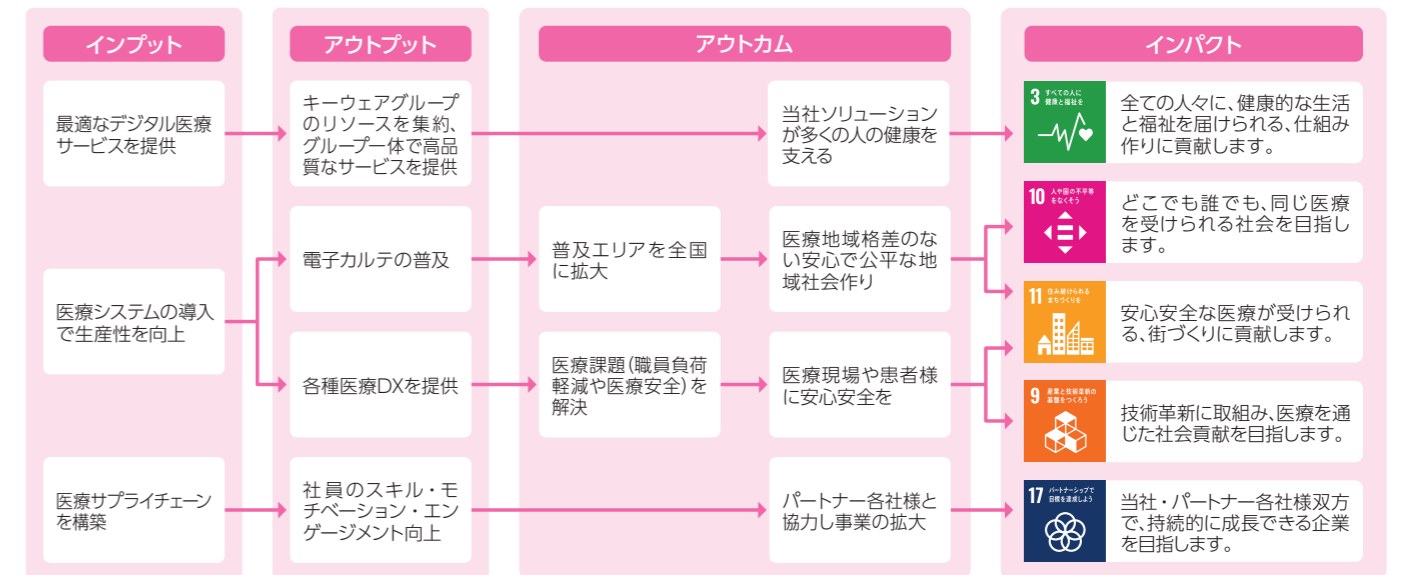 インプット
アウトプット
アウトカム
インパクト
最適なデジタル医療
サービスを提供
キーウェアグループ
のリソースを集約、
グループ一体で高品
質なサービスを提供
当社ソリューション
が多くの人の健康を
支える
3 すべての人に
健康と福祉を
全ての人々に、健康的な生活
と福祉を届けられる、仕組み
作りに貢献します。
医療システムの導入
で生産性を向上
電子カルテの普及
普及エリアを全国
に拡大
医療地域格差のな
い安心で公平な地
域社会作り
10 人や国の不平等
をなくそう
どこでも誰でも、同じ医療
を受けられる社会を目指し
ます。
11 住み続けられる
まちづくりを
安心安全な医療が受けられ
る、街づくりに貢献します。
各種医療DXを提供
医療課題(職員負荷
軽減や医療安全)を
解決
医療現場や患者様
に安心安全を
9 産業と技術革新の
基盤をつくろう
技術革新に取組み、医療を通
じた社会貢献を目指します。
医療サプライチェーン
を構築
社員のスキル・モ
チベーション・エン
ゲージメント向上
パートナー各社様と
協力し事業の拡大
17 パートナーシップで
目標を達成しよう
当社・パートナー各社様双方
で、持続的に成長できる企業
を目指します。